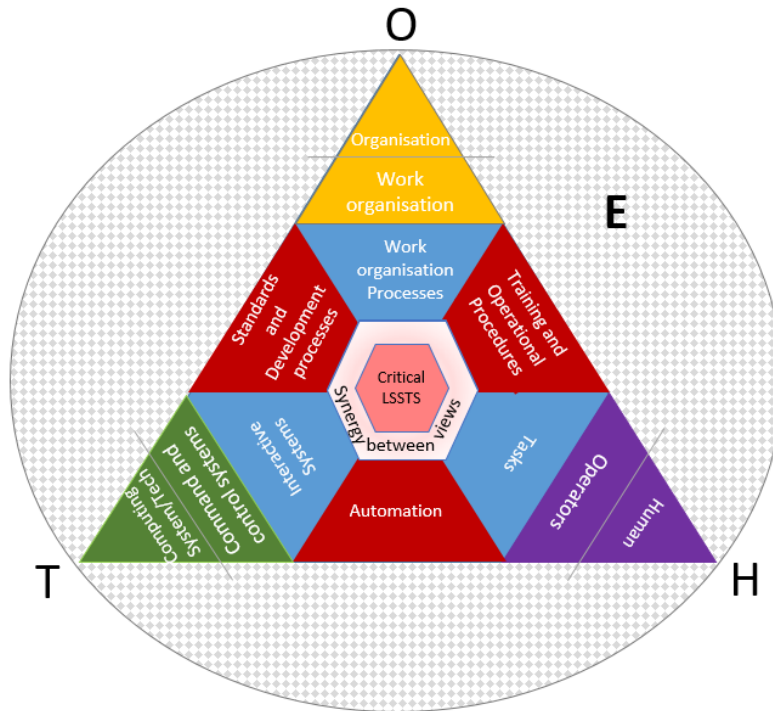 O
Organisation
Work
organisation
E
Work
organisation
Processes
Standards
and
Development
processes
Training and
Operational
Procedures
Critical
LSSTS
Synergy
between
views
Interactive
Systems
Tasks
Command and
control systems
Computing
System/Tech
Automation
Operators
Human
T
H